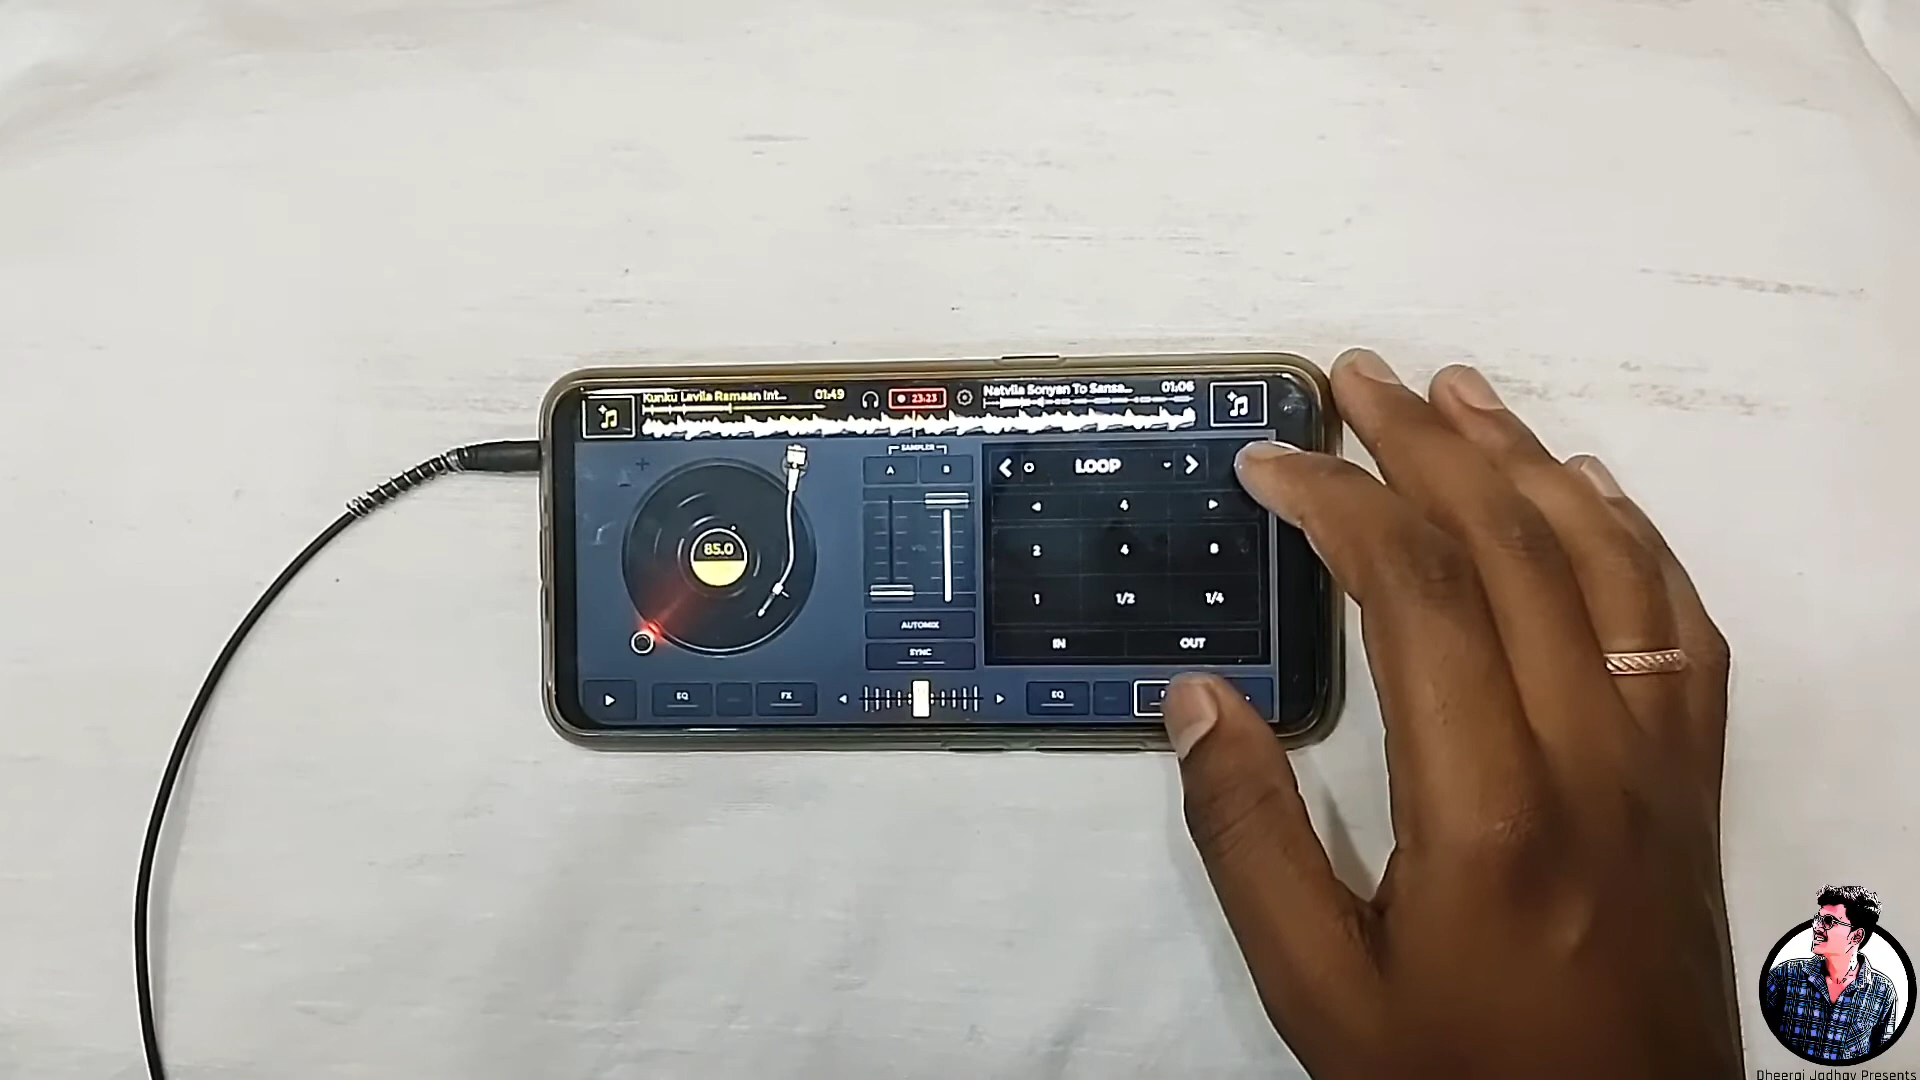 Kunku Lavila Ramaan Int...
01:49
23:23
Natvila Sonyan To Sansa...
01:06
SAMPLER
A
B
VOL
85.0
LOOP
4
2
4
8
1
1/2
1/4
IN
OUT
AUTOMIX
SYNC
EQ
FX
EQ
Dheeraj Jadhav Presents